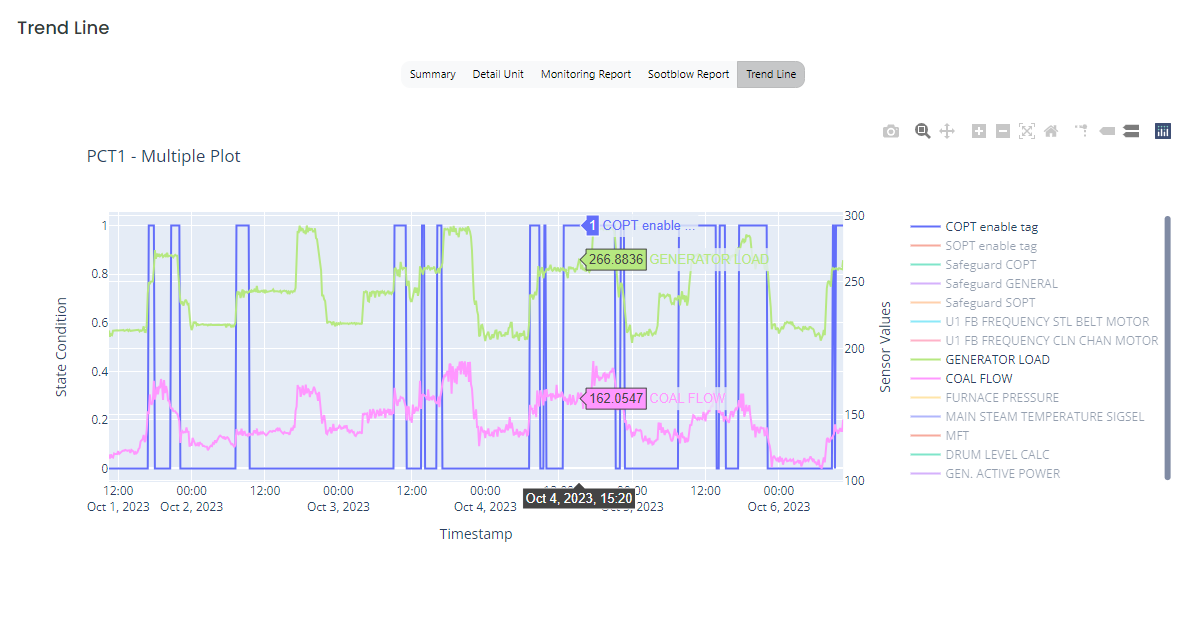 Trend Line
Summary Detail Unit Monitoring Report Sootblow Report Trend Line
PCT1 - Multiple Plot
State Condition
1
0.8
0.6
0.4
0.2
0
1 COPT enable ...
266.8836 GENERATOR LOAD
162.0547 COAL FLOW
300
250
200
150
100
Sensor Values
12:00 00:00 12:00 00:00 12:00 00:00 12:00 00:00
Oct 1, 2023 Oct 2, 2023 Oct 3, 2023 Oct 4, 2023 2023 Oct 6, 2023
Oct 4, 2023, 15:20
Timestamp
COPT enable tag
SOPT enable tag
Safeguard COPT
Safeguard GENERAL
Safeguard SOPT
U1 FB FREQUENCY STL BELT MOTOR
U1 FB FREQUENCY CLN CHAN MOTOR
GENERATOR LOAD
COAL FLOW
FURNACE PRESSURE
MAIN STEAM TEMPERATURE SIGSEL
MFT
DRUM LEVEL CALC
GEN. ACTIVE POWER